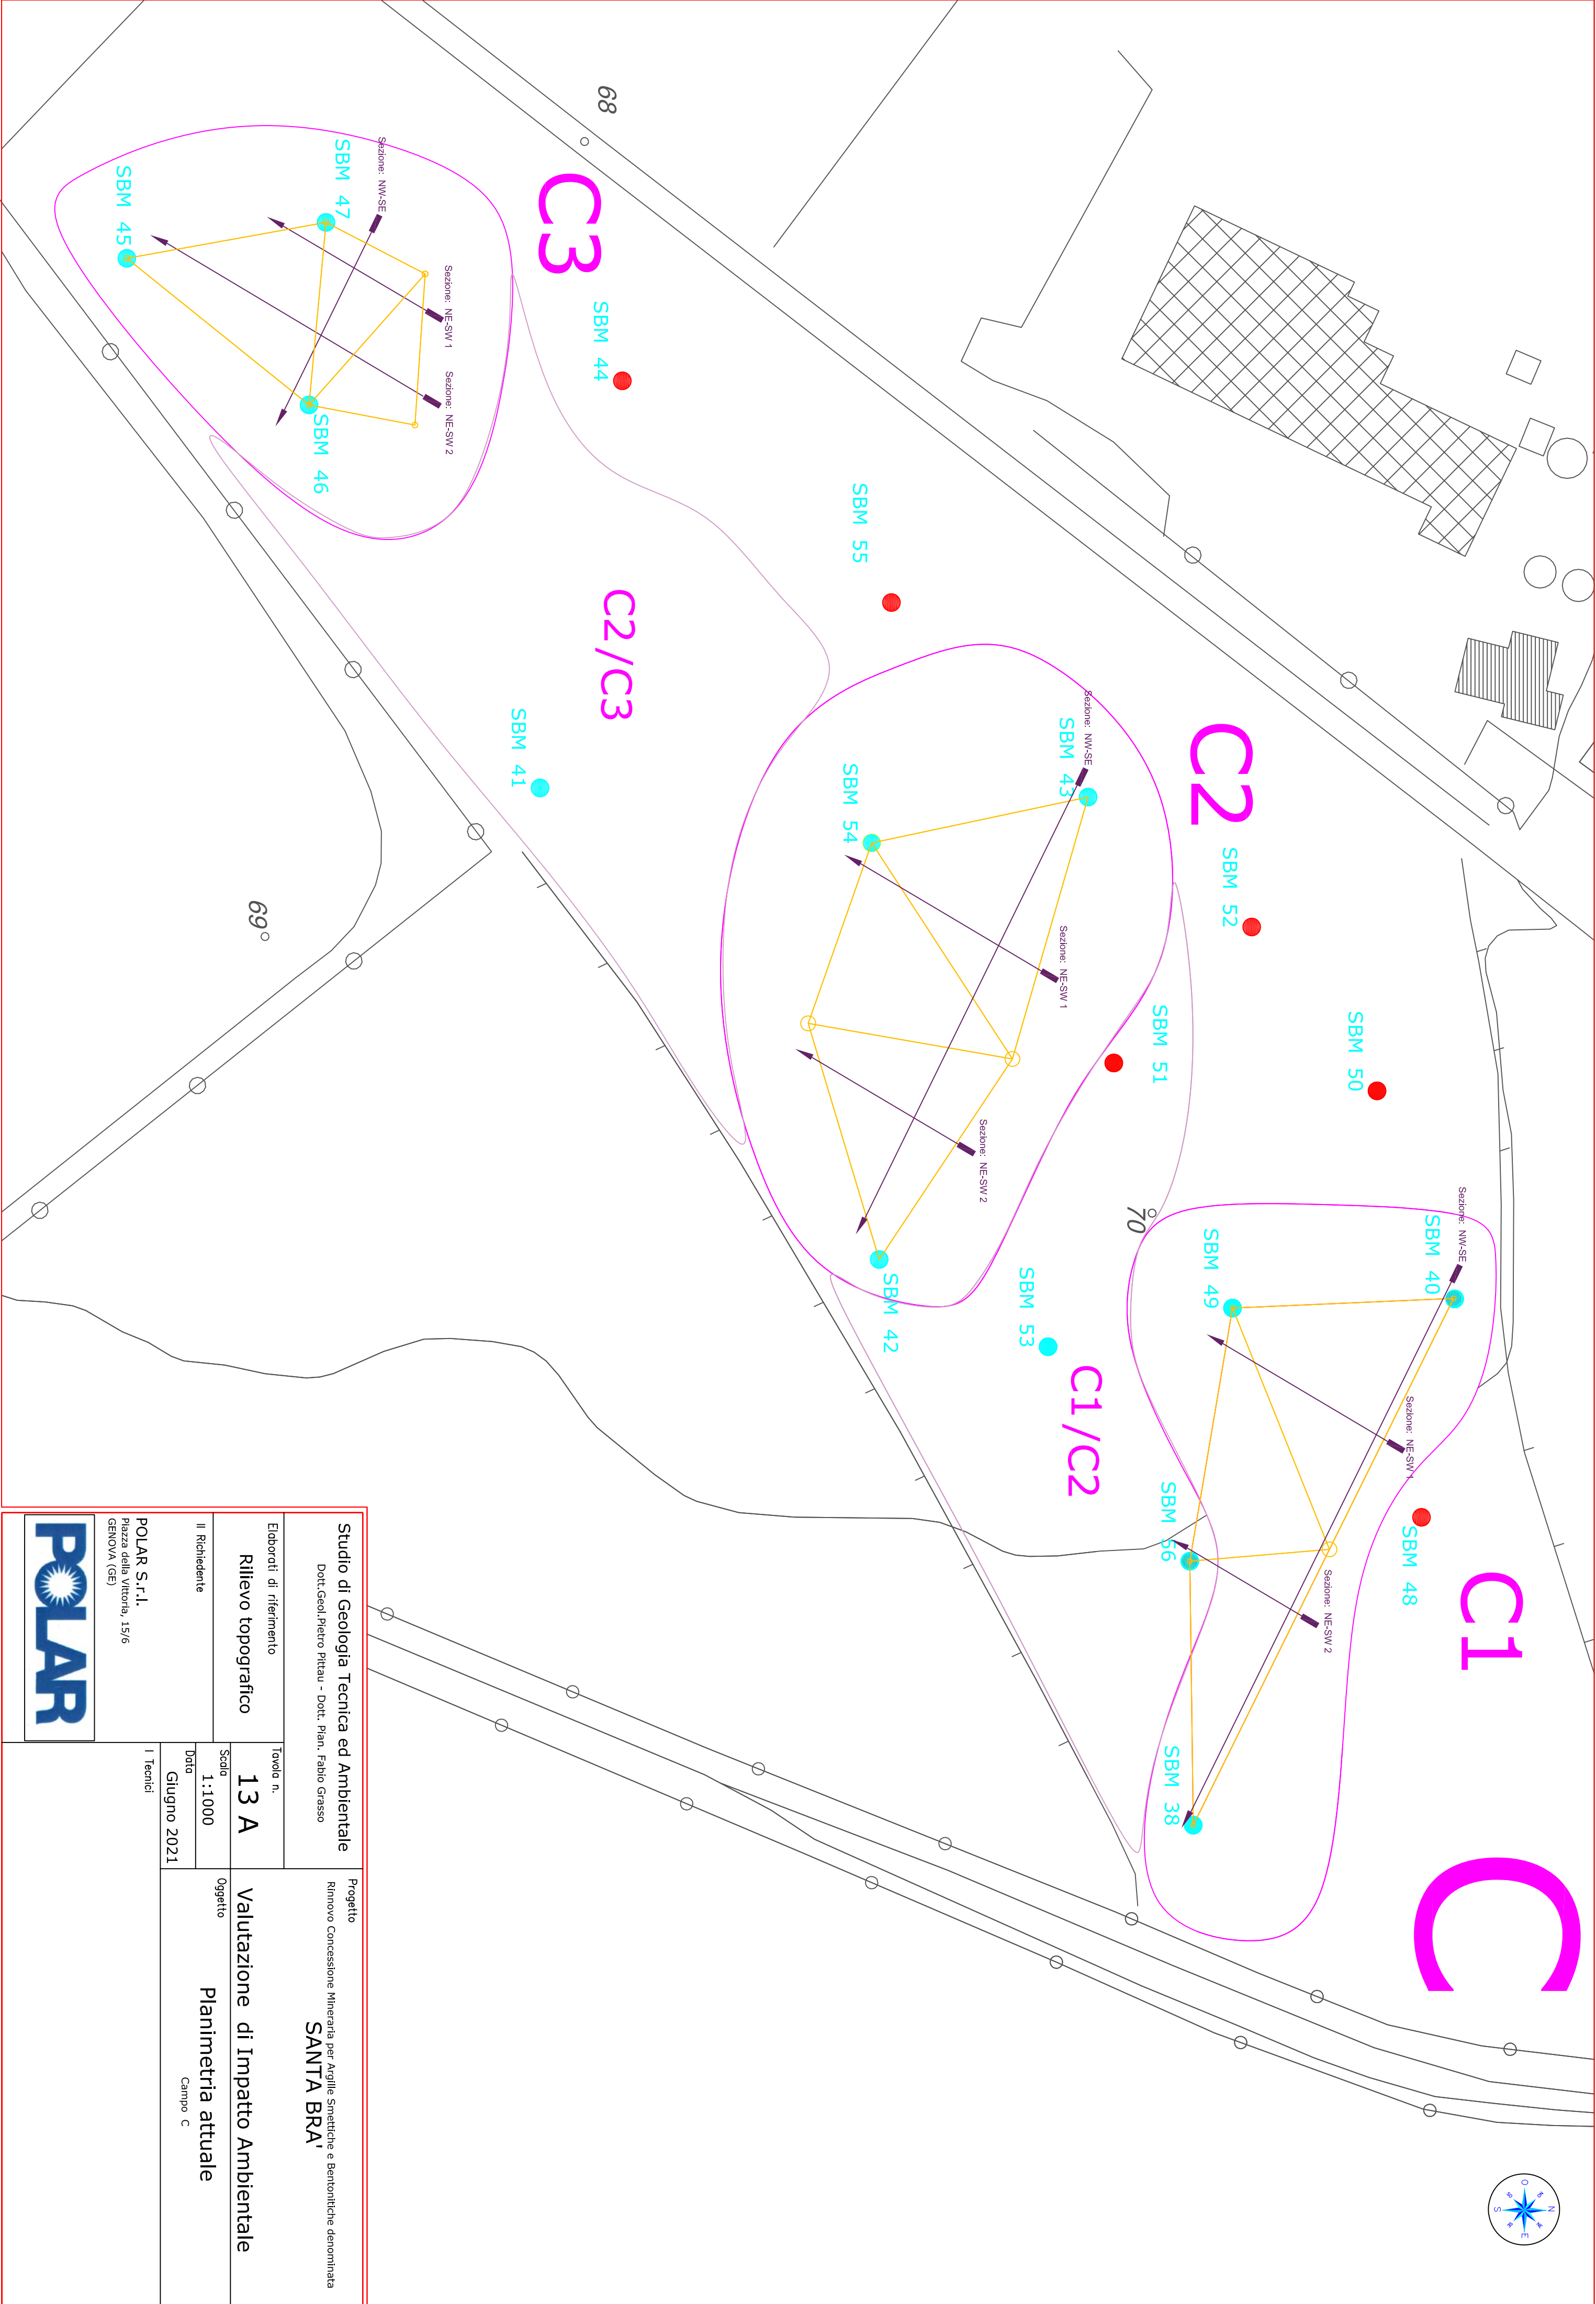 C
C1
C2
C3
C1/C2
C2/C3
68
69
70
SBM 47
SBM 45
SBM 46
SBM 44
SBM 55
SBM 41
SBM 43
SBM 54
SBM 52
SBM 51
SBM 50
SBM 42
SBM 53
SBM 49
SBM 40
SBM 56
SBM 48
SBM 38
Sezione: NW-SE
Sezione: NE-SW 1
Sezione: NE-SW 2
Sezione: NW-SE
Sezione: NE-SW 1
Sezione: NE-SW 2
Sezione: NW-SE
Sezione: NE-SW 1
Sezione: NE-SW 2
N
NE
E
SE
S
SO
O
NO
Studio di Geologia Tecnica ed Ambientale
Dott.Geol.Pietro Pittau - Dott. Pian. Fabio Grasso
Elaborati di riferimento
Rilievo topografico
Il Richiedente
POLAR S.r.l.
Piazza della Vittoria, 15/6
GENOVA (GE)
POLAR
Tavola n.
13 A
Scala
1:1000
Data
Giugno 2021
I Tecnici
Progetto
Rinnovo Concessione Mineraria per Argille Smettiche e Bentonitiche denominata
SANTA BRA'
Valutazione di Impatto Ambientale
Oggetto
Planimetria attuale
Campo C